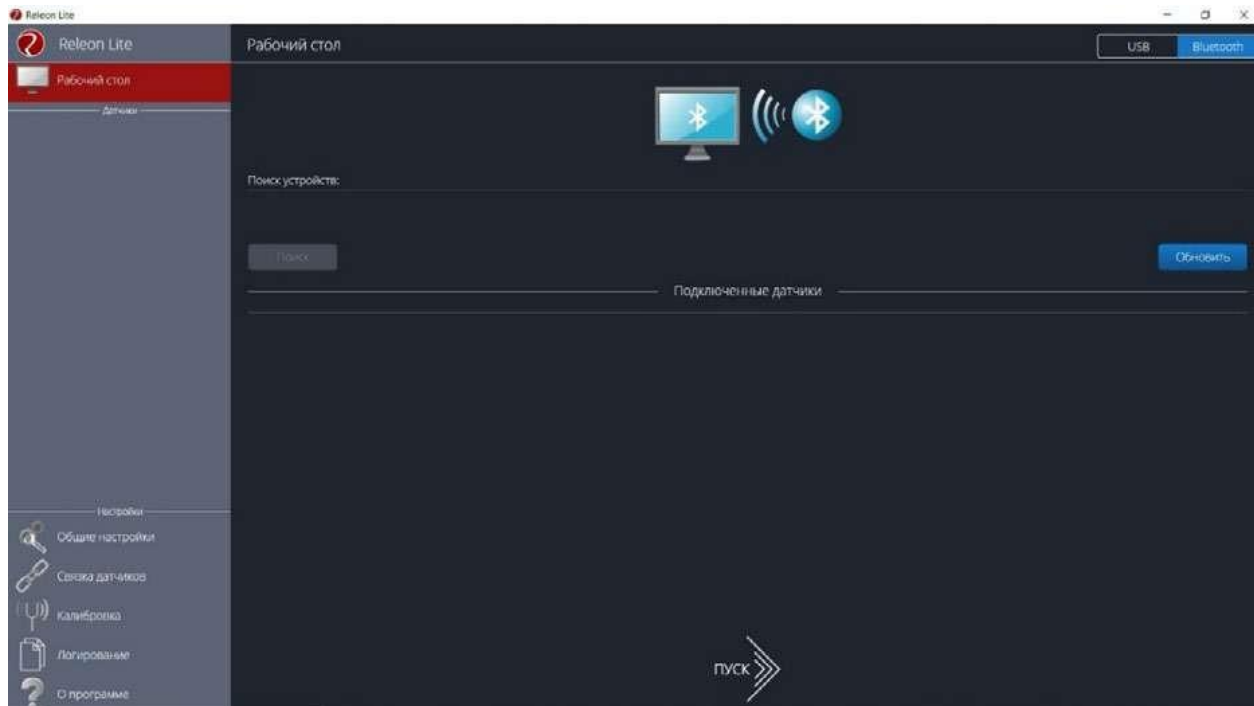 Releon Lite
Releon Lite
Рабочий стол
USB
Bluetooth
Рабочий стол
Датчики
Поиск устройств:
Поиск
Обновить
Подключенные датчики
Настройки
Общие настройки
Связка датчиков
Калибровка
Логирование
О программе
ПУСК